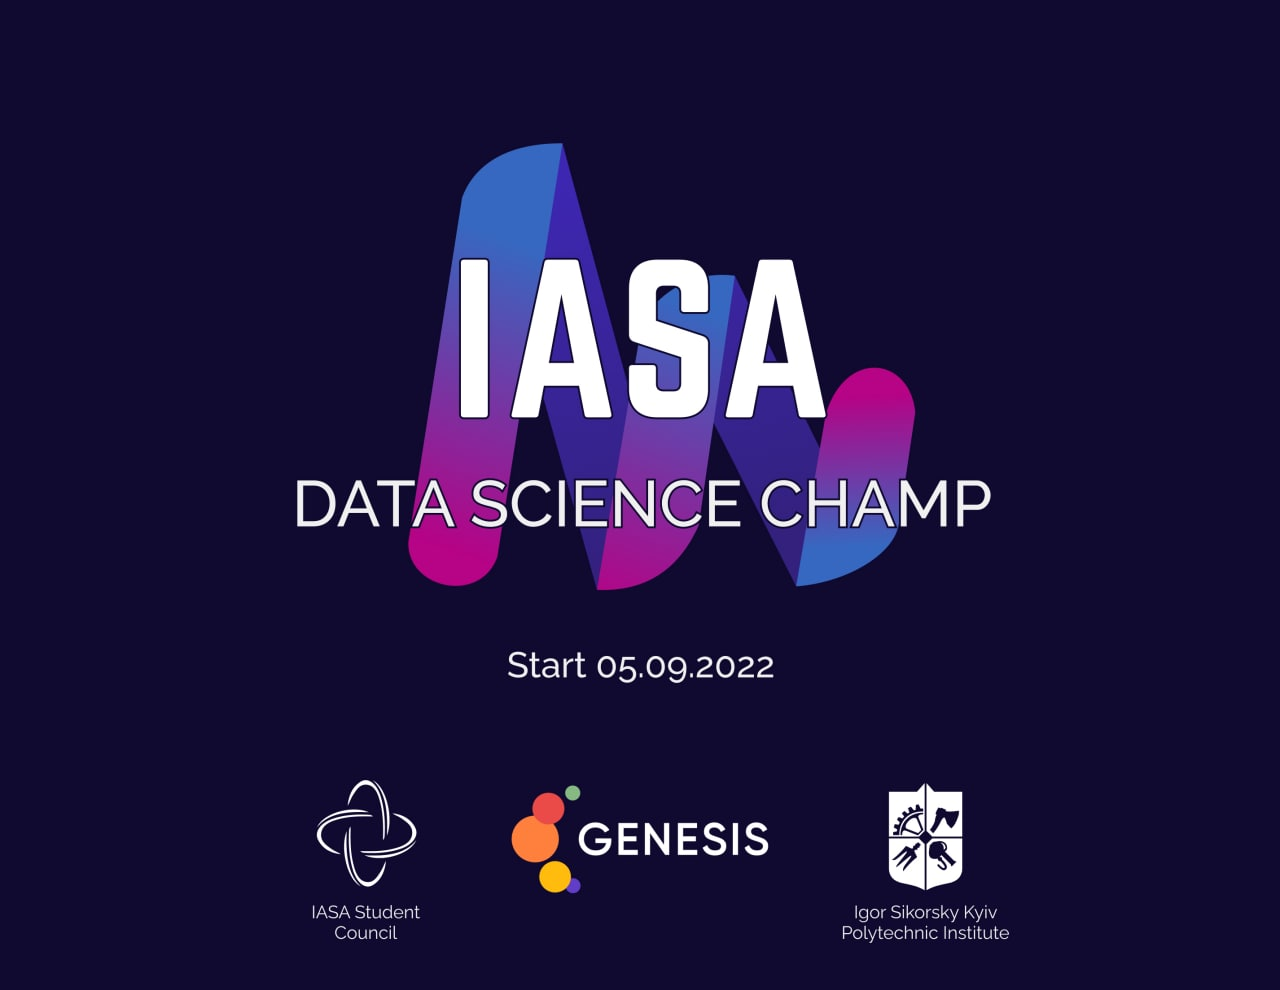 IASA
DATA SCIENCE CHAMP
Start 05.09.2022
GENESIS
IASA Student
Council
Igor Sikorsky Kyiv
Polytechnic Institute